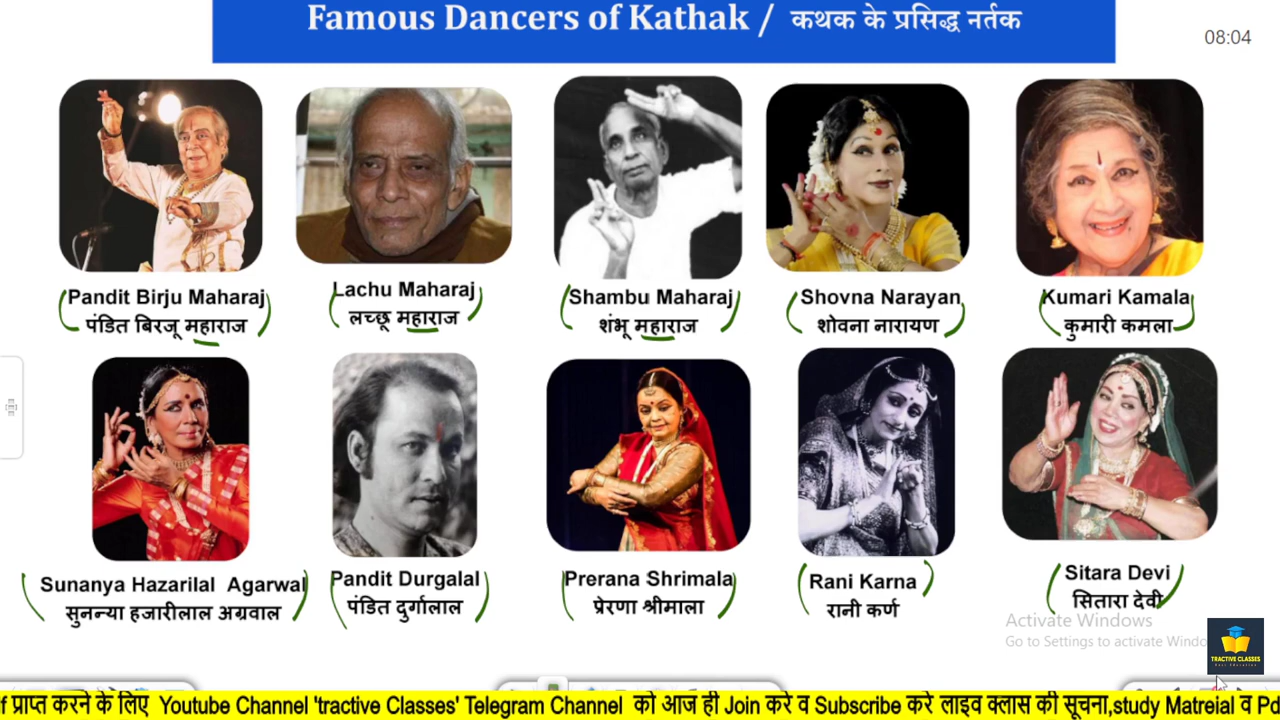 Famous Dancers of Kathak / कथक के प्रसिद्ध नर्तक
08:04
Pandit Birju Maharaj
पंडित बिरजू महाराज
Lachu Maharaj
लच्छू महाराज
Shambu Maharaj
शंभू महाराज
Shovna Narayan
शोवना नारायण
Kumari Kamala
कुमारी कमला
Sunanya Hazarilal Agarwal
सुनन्या हजारीलाल अग्रवाल
Pandit Durgalal
पंडित दुर्गालाल
Prerana Shrimala
प्रेरणा श्रीमाला
Rani Karna
रानी कर्ण
Sitara Devi
सितारा देवी
Activate Windows
Go to Settings to activate Windo
TRACTIVE CLASSES
f प्राप्त करने के लिए Youtube Channel 'tractive Classes' Telegram Channel को आज ही Join करे व Subscribe करे लाइव क्लास की सूचना,study Matreial व Pd